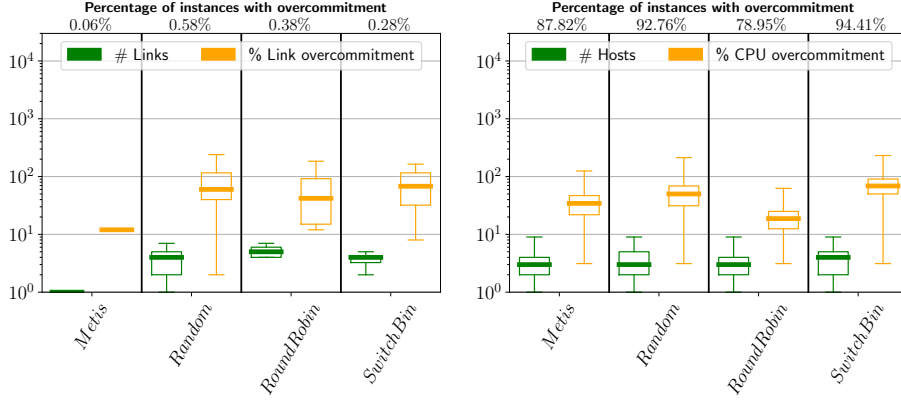 Percentage of instances with overcommitment
0.06% 0.58% 0.38% 0.28%
# Links % Link overcommitment
10^4
10^3
10^2
10^1
10^0
Metis Random RoundRobin SwitchBin
Percentage of instances with overcommitment
87.82% 92.76% 78.95% 94.41%
# Hosts % CPU overcommitment
10^4
10^3
10^2
10^1
10^0
Metis Random RoundRobin SwitchBin